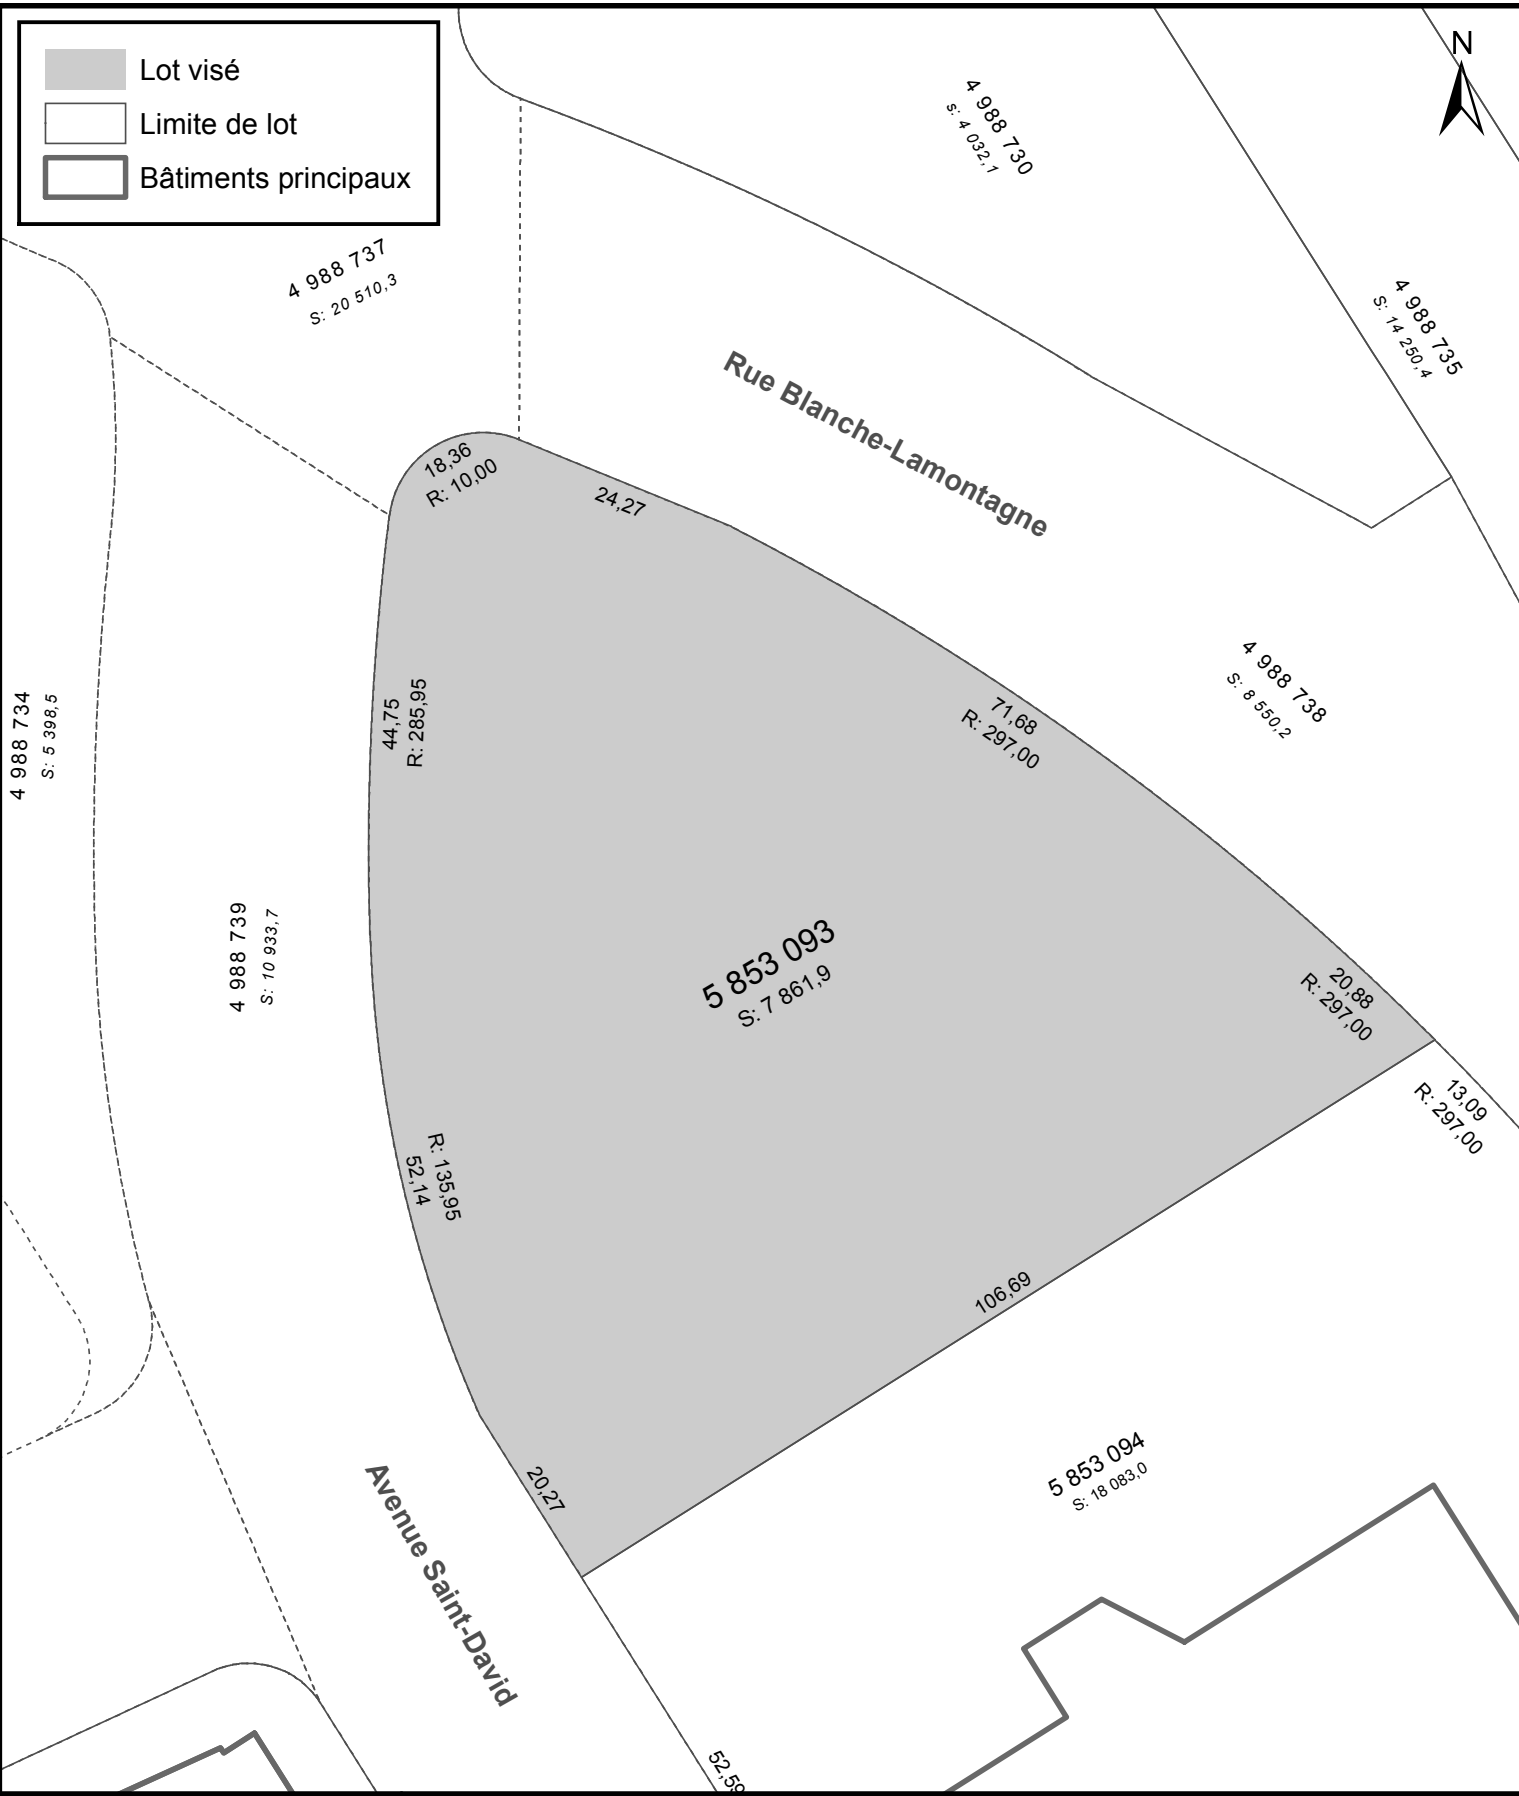 Lot visé
Limite de lot
Bâtiments principaux
N
4 988 730
s: 4 032,1
4 988 737
S: 20 510,3
4 988 735
S: 14 250,4
Rue Blanche-Lamontagne
18,36
R: 10,00
24,27
4 988 738
S: 8 550,2
4 988 734
S: 5 398,5
44,75
R: 285,95
71,68
R: 297,00
4 988 739
S: 10 933,7
5 853 093
S: 7 861,9
20,88
R: 297,00
13,09
R: 297,00
R: 135,95
52,14
106,69
20,27
5 853 094
S: 18 083,0
Avenue Saint-David
52,59